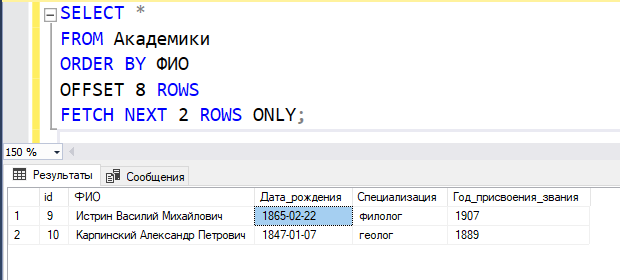 SELECT *
FROM Академики
ORDER BY ФИО
OFFSET 8 ROWS
FETCH NEXT 2 ROWS ONLY;
150 %
Результаты Сообщения
id ФИО Дата_рождения Специализация Год_присвоения_звания
1 9 Истрин Василий Михайлович 1865-02-22 филолог 1907
2 10 Карпинский Александр Петрович 1847-01-07 геолог 1889